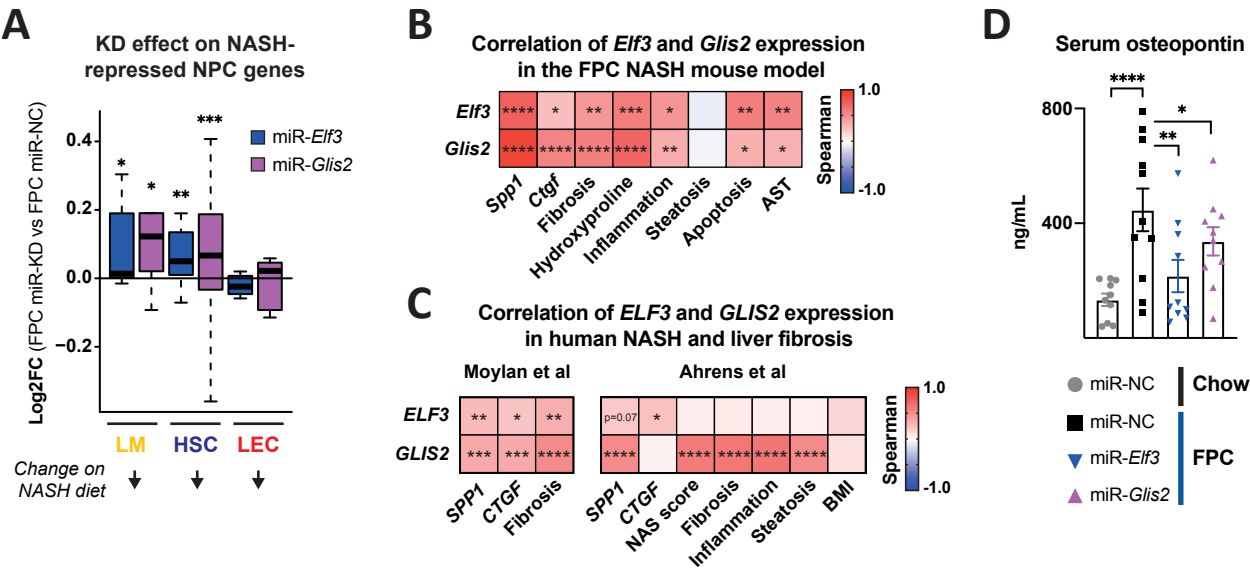 A
KD effect on NASH-
repressed NPC genes
Log2FC (FPC miR-KD vs FPC miR-NC)
0.4
0.2
0.0
−0.2
*
*
**
***
miR-Elf3
miR-Glis2
LM
HSC
LEC
Change on
NASH diet
B
Correlation of Elf3 and Glis2 expression
in the FPC NASH mouse model
Elf3 **** * ** *** * ** **
Glis2 **** **** **** **** ** * *
Spp1
Ctgf
Fibrosis
Hydroxyproline
Inflammation
Steatosis
Apoptosis
AST
Spearman
1.0
-1.0
C
Correlation of ELF3 and GLIS2 expression
in human NASH and liver fibrosis
Moylan et al
Ahrens et al
ELF3 ** * ** p=0.07 *
GLIS2 *** *** **** **** **** **** **** ****
SPP1
CTGF
Fibrosis
SPP1
CTGF
NAS score
Fibrosis
Inflammation
Steatosis
BMI
Spearman
1.0
-1.0
D
Serum osteopontin
****
*
**
ng/mL
800
400
miR-NC
Chow
miR-NC
miR-Elf3
miR-Glis2
FPC